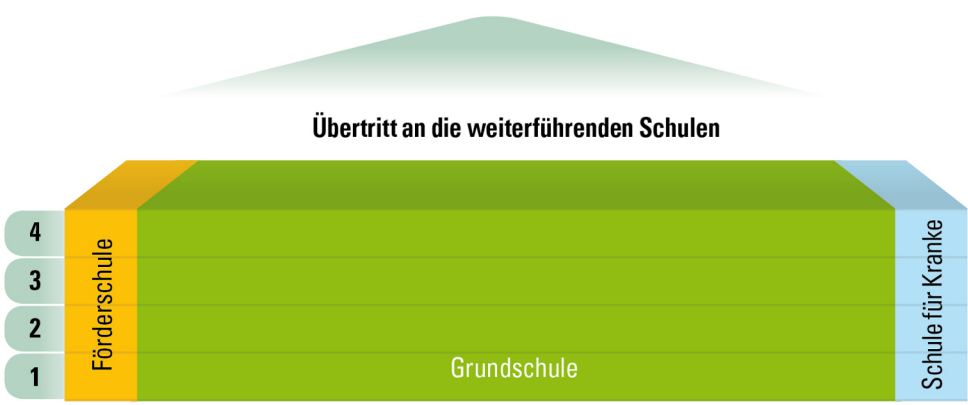 Übertritt an die weiterführenden Schulen
4
3
2
1
Förderschule
Grundschule
Schule für Kranke